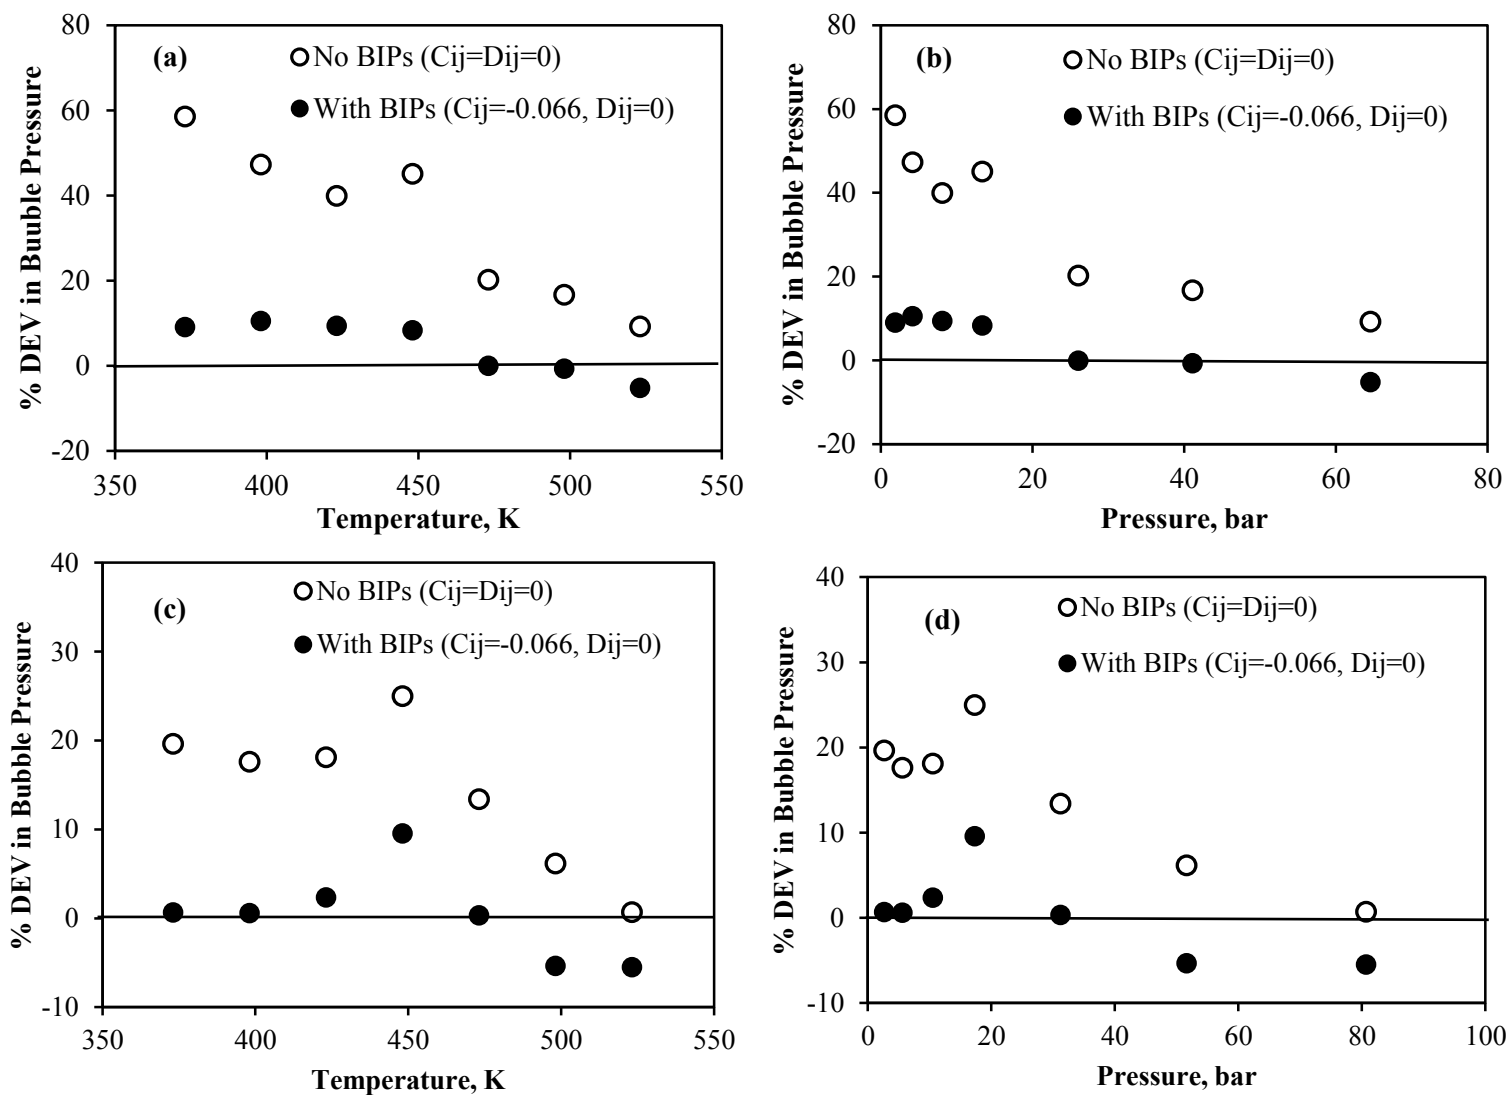 80
60
40
20
0
-20
350
400
450
500
550
% DEV in Buuble Pressure
Temperature, K
(a)
No BIPs (Cij=Dij=0)
With BIPs (Cij=-0.066, Dij=0)
80
60
40
20
0
-20
0
20
40
60
80
% DEV in Bubble Pressure
Pressure, bar
(b)
No BIPs (Cij=Dij=0)
With BIPs (Cij=-0.066, Dij=0)
40
30
20
10
0
-10
350
400
450
500
550
% DEV in Bubble Pressure
Temperature, K
(c)
No BIPs (Cij=Dij=0)
With BIPs (Cij=-0.066, Dij=0)
40
30
20
10
0
-10
0
20
40
60
80
100
% DEV in Bubble Pressure
Pressure, bar
(d)
No BIPs (Cij=Dij=0)
With BIPs (Cij=-0.066, Dij=0)